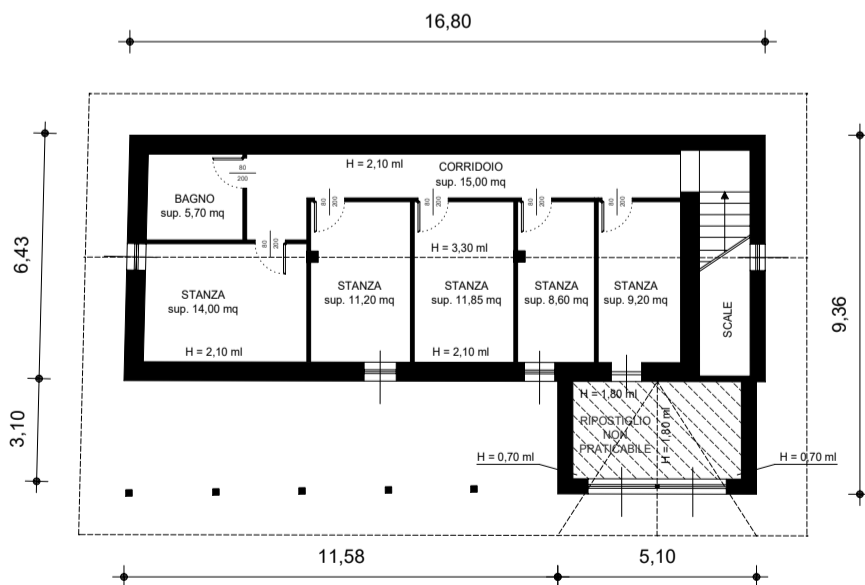 16,80
H = 2,10 ml
CORRIDOIO
sup. 15,00 mq
80
200
BAGNO
sup. 5,70 mq
80
200
80
200
80
200
80
200
80
200
H = 3,30 ml
6,43
STANZA
sup. 14,00 mq
STANZA
sup. 11,20 mq
STANZA
sup. 11,85 mq
STANZA
sup. 8,60 mq
STANZA
sup. 9,20 mq
SCALE
9,36
H = 2,10 ml
H = 2,10 ml
3,10
H = 1,80 ml
RIPOSTIGLIO
NON
PRATICABILE
H = 1,80 ml
H = 0,70 ml
H = 0,70 ml
11,58
5,10